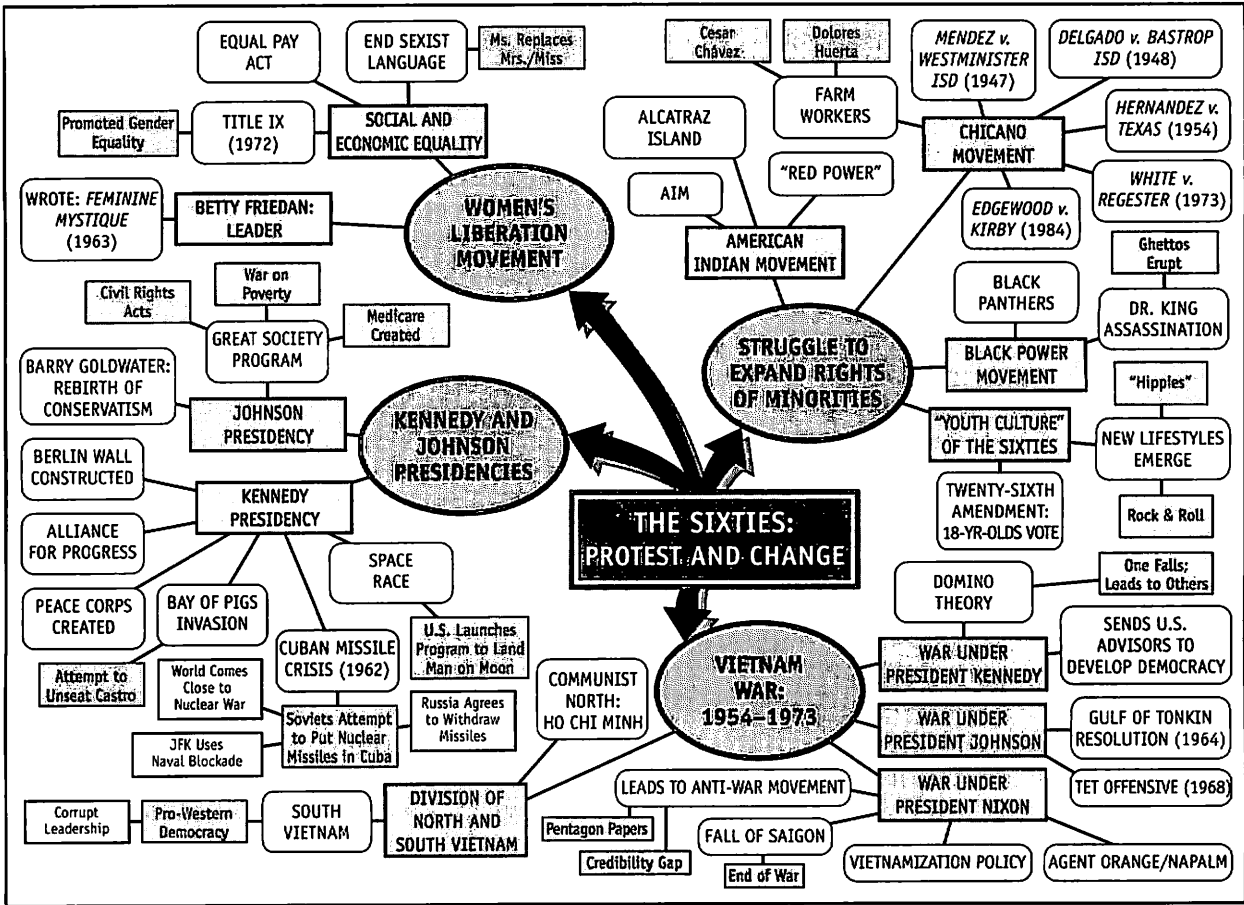 EQUAL PAY
ACT
END SEXIST
LANGUAGE
Ms. Replaces
Mrs./Miss
Promoted Gender
Equality
TITLE IX
(1972)
SOCIAL AND
ECONOMIC EQUALITY
WROTE: FEMININE
MYSTIQUE
(1963)
BETTY FRIEDAN:
LEADER
WOMEN'S
LIBERATION
MOVEMENT
Cesar
Chávez
Dolores
Huerta
FARM
WORKERS
MENDEZ v.
WESTMINISTER
ISD (1947)
DELGADO v. BASTROP
ISD (1948)
HERNANDEZ v.
TEXAS (1954)
CHICANO
MOVEMENT
WHITE v.
REGESTER (1973)
EDGEWOOD v.
KIRBY (1984)
ALCATRAZ
ISLAND
AIM
"RED POWER"
AMERICAN
INDIAN MOVEMENT
STRUGGLE TO
EXPAND RIGHTS
OF MINORITIES
BLACK
PANTHERS
Ghettos
Erupt
DR. KING
ASSASSINATION
BLACK POWER
MOVEMENT
"Hippies"
"YOUTH CULTURE"
OF THE SIXTIES
NEW LIFESTYLES
EMERGE
Rock & Roll
TWENTY-SIXTH
AMENDMENT:
18-YR-OLDS VOTE
War on
Poverty
Civil Rights
Acts
GREAT SOCIETY
PROGRAM
Medicare
Created
BARRY GOLDWATER:
REBIRTH OF
CONSERVATISM
JOHNSON
PRESIDENCY
KENNEDY AND
JOHNSON
PRESIDENCIES
BERLIN WALL
CONSTRUCTED
KENNEDY
PRESIDENCY
ALLIANCE
FOR PROGRESS
PEACE CORPS
CREATED
BAY OF PIGS
INVASION
Attempt to
Unseat Castro
CUBAN MISSILE
CRISIS (1962)
SPACE
RACE
U.S. Launches
Program to Land
Man on Moon
World Comes
Close to
Nuclear War
JFK Uses
Naval Blockade
Soviets Attempt
to Put Nuclear
Missiles in Cuba
Russia Agrees
to Withdraw
Missiles
THE SIXTIES:
PROTEST AND CHANGE
VIETNAM
WAR:
1954–1973
DOMINO
THEORY
One Falls;
Leads to Others
WAR UNDER
PRESIDENT KENNEDY
SENDS U.S.
ADVISORS TO
DEVELOP DEMOCRACY
WAR UNDER
PRESIDENT JOHNSON
GULF OF TONKIN
RESOLUTION (1964)
TET OFFENSIVE (1968)
WAR UNDER
PRESIDENT NIXON
LEADS TO ANTI-WAR MOVEMENT
Pentagon Papers
Credibility Gap
FALL OF SAIGON
End of War
VIETNAMIZATION POLICY
AGENT ORANGE/NAPALM
COMMUNIST
NORTH:
HO CHI MINH
DIVISION OF
NORTH AND
SOUTH VIETNAM
SOUTH
VIETNAM
Pro-Western
Democracy
Corrupt
Leadership